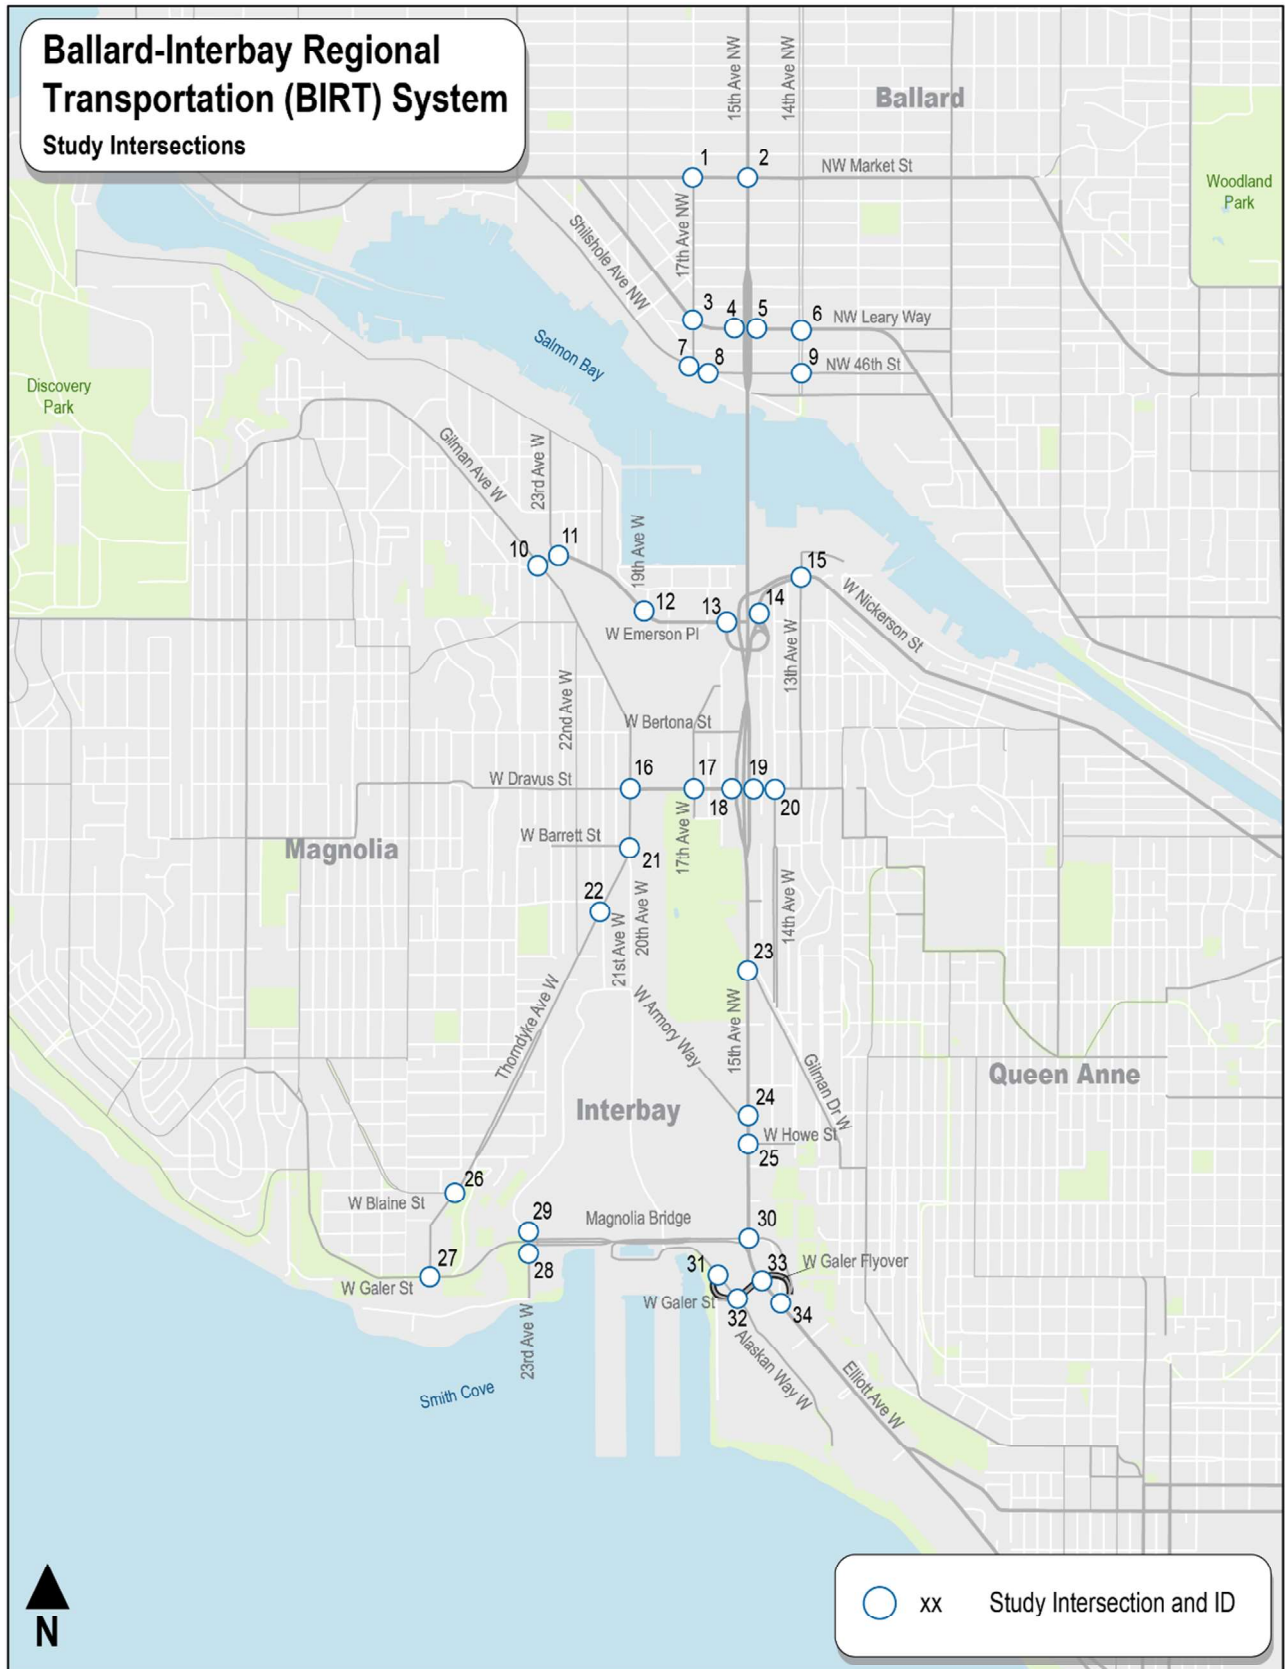 Ballard-Interbay Regional
Transportation (BIRT) System
Study Intersections
15th Ave NW
14th Ave NW
Ballard
1
2
NW Market St
Woodland
Park
17th Ave NW
Shilshole Ave NW
3
4
5
6
NW Leary Way
Salmon Bay
7
8
9
NW 46th St
Discovery
Park
Gilman Ave W
23rd Ave W
10
11
19th Ave W
12
13
14
15
W Nickerson St
W Emerson Pl
13th Ave W
22nd Ave W
W Bertona St
W Dravus St
16
17
18
19
20
Magnolia
W Barrett St
21
17th Ave W
22
21st Ave W
20th Ave W
14th Ave W
23
Thorndyke Ave W
W Armory Way
15th Ave NW
Gilman Dr W
Queen Anne
Interbay
24
W Howe St
25
26
W Blaine St
29
Magnolia Bridge
30
27
28
31
33
W Galer Flyover
W Galer St
W Galer St
32
34
23rd Ave W
Alaskan Way W
Elliott Ave W
Smith Cove
N
xx Study Intersection and ID